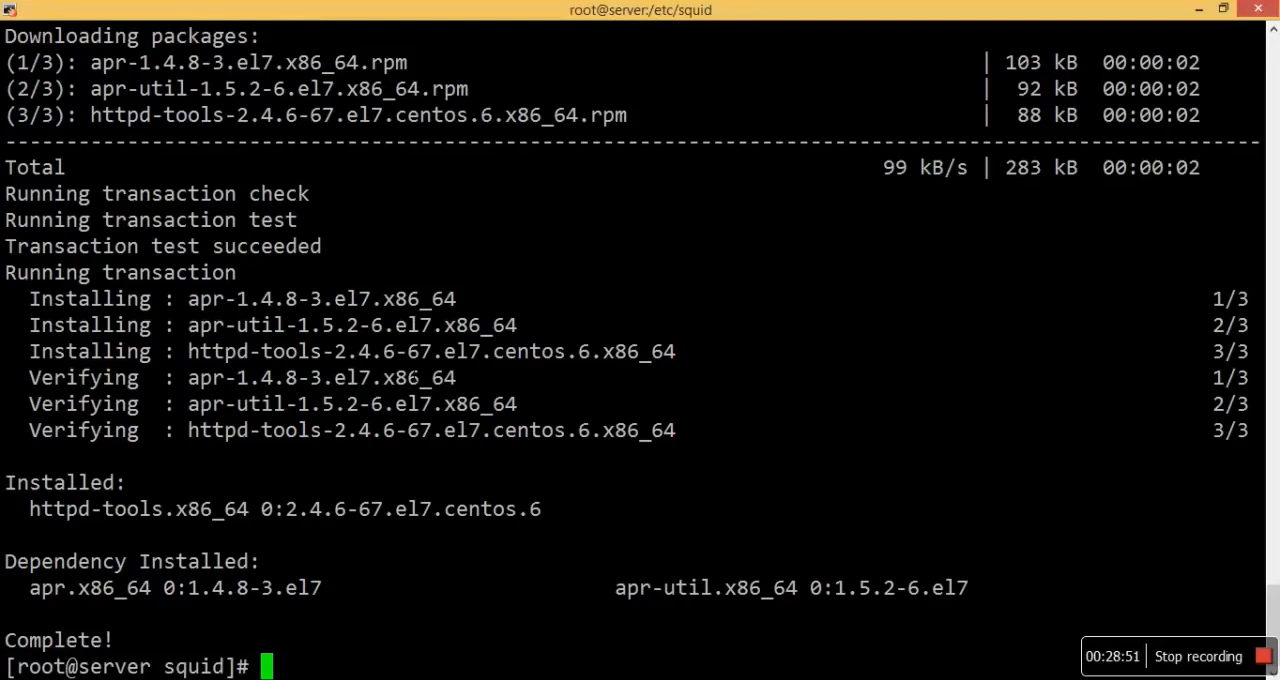 root@server:/etc/squid
Downloading packages:
(1/3): apr-1.4.8-3.el7.x86_64.rpm | 103 kB 00:00:02
(2/3): apr-util-1.5.2-6.el7.x86_64.rpm | 92 kB 00:00:02
(3/3): httpd-tools-2.4.6-67.el7.centos.6.x86_64.rpm | 88 kB 00:00:02
--------------------------------------------------------------------------------------------------------
Total 99 kB/s | 283 kB 00:00:02
Running transaction check
Running transaction test
Transaction test succeeded
Running transaction
Installing : apr-1.4.8-3.el7.x86_64 1/3
Installing : apr-util-1.5.2-6.el7.x86_64 2/3
Installing : httpd-tools-2.4.6-67.el7.centos.6.x86_64 3/3
Verifying : apr-1.4.8-3.el7.x86_64 1/3
Verifying : apr-util-1.5.2-6.el7.x86_64 2/3
Verifying : httpd-tools-2.4.6-67.el7.centos.6.x86_64 3/3
Installed:
httpd-tools.x86_64 0:2.4.6-67.el7.centos.6
Dependency Installed:
apr.x86_64 0:1.4.8-3.el7 apr-util.x86_64 0:1.5.2-6.el7
Complete!
[root@server squid]#
00:28:51 Stop recording